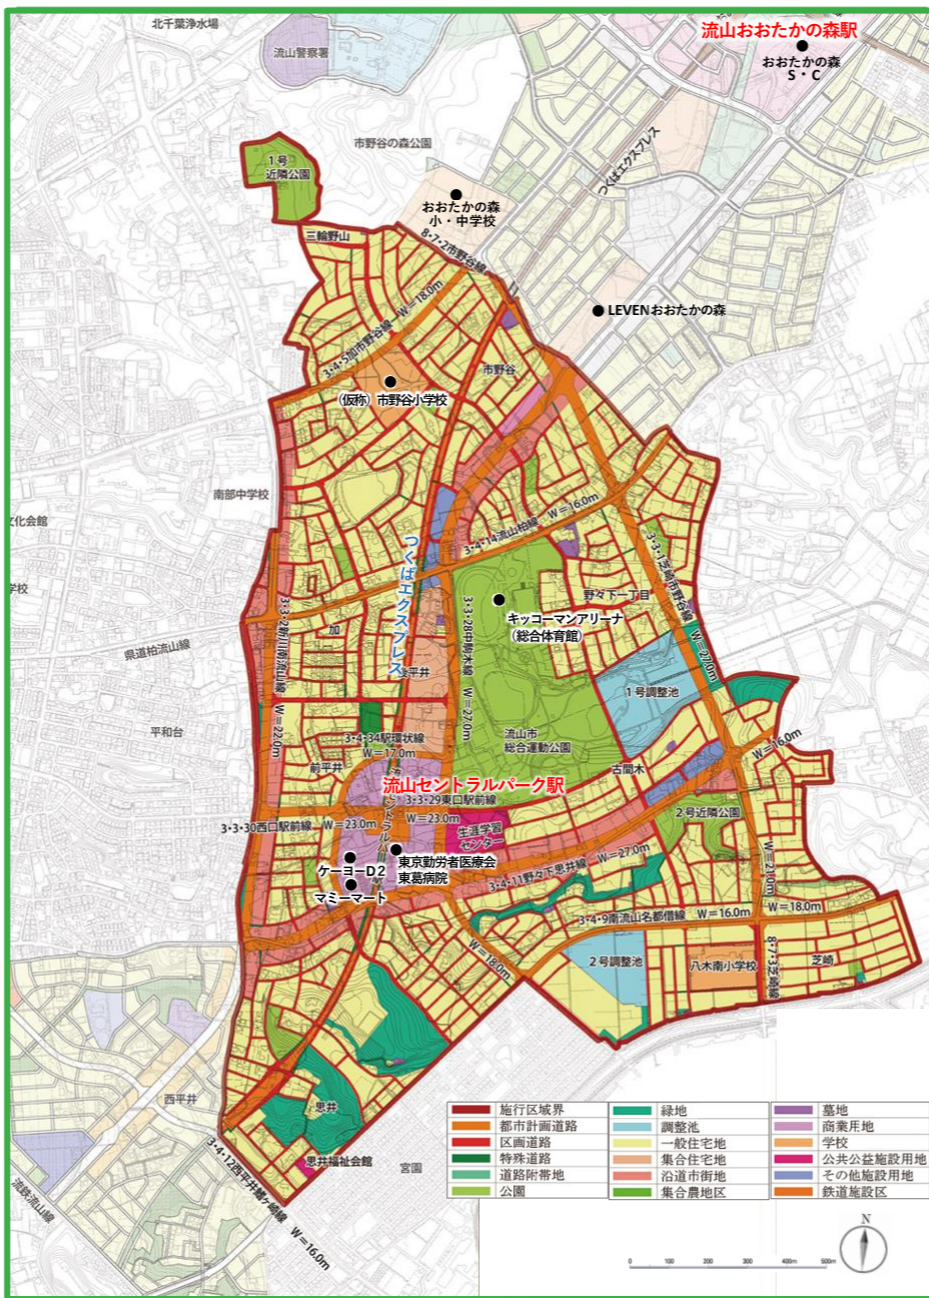 北千葉浄水場
流山おおたかの森駅
おおたかの森
S・C
流山警察署
市野谷の森公園
つくばエクスプレス
1号
近隣公園
おおたかの森
小・中学校
三輪野山
8・7・2市野谷線
LEVENおおたかの森
3・4・5加市野谷線 W=18.0m
市野谷
(仮称)市野谷小学校
南部中学校
文化会館
学校
つくばエクスプレス
3・4・14流山柏線 W=16.0m
3・3・1芝崎市野谷線 W=27.0m
野々下一丁目
キッコーマンアリーナ
(総合体育館)
3・3・2新川南流山線 W=22.0m
加
3・3・28中駒木線 W=27.0m
県道柏流山線
平和台
1号調整池
流山市
総合運動公園
3・4・34駅環状線
W=17.0m
前平井
古間木
W=16.0m
流山セントラルパーク駅
3・3・29東口駅前線
W=23.0m
3・3・30西口駅前線
W=23.0m
生涯学習
センター
2号近隣公園
ケーヨーD2
東京勤労者医療会
東葛病院
マミーマート
3・4・11野々下思井線 W=27.0m
3・4・9南流山名都借線 W=16.0m
W=18.0m
W=18.0m
2号調整池
八木南小学校
8・7・3芝崎線
芝崎
西平井
思井
思井福祉会館
宮園
3・4・12西平井鰭ケ崎線 W=16.0m
流鉄流山線
施行区域界
都市計画道路
区画道路
特殊道路
道路附帯地
公園
緑地
調整池
一般住宅地
集合住宅地
沿道市街地
集合農地区
墓地
商業用地
学校
公共公益施設用地
その他施設用地
鉄道施設区
N
0 100m 200m 300m 400m 500m